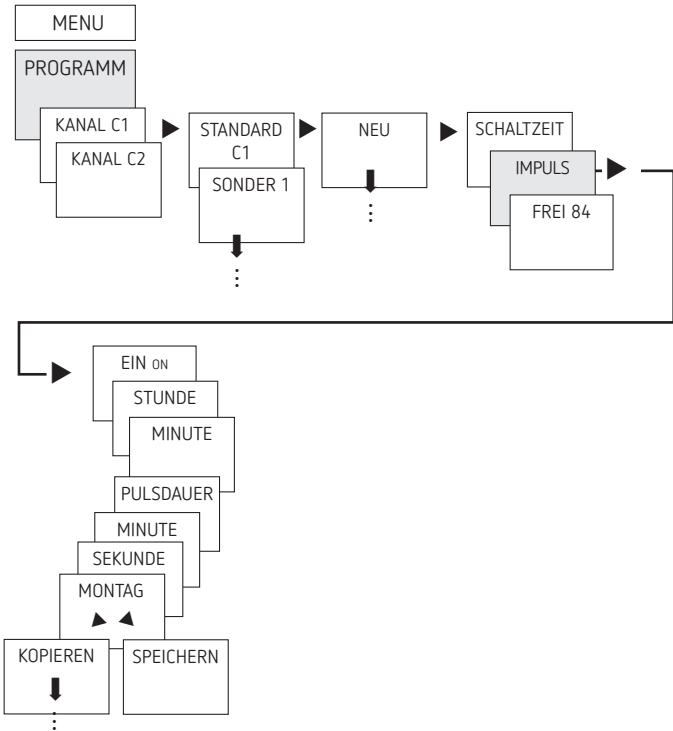 MENU
PROGRAMM
KANAL C1
KANAL C2
STANDARD
C1
SONDER 1
NEU
SCHALTZEIT
IMPULS
FREI 84
EIN ON
STUNDE
MINUTE
PULSDAUER
MINUTE
SEKUNDE
MONTAG
KOPIEREN
SPEICHERN